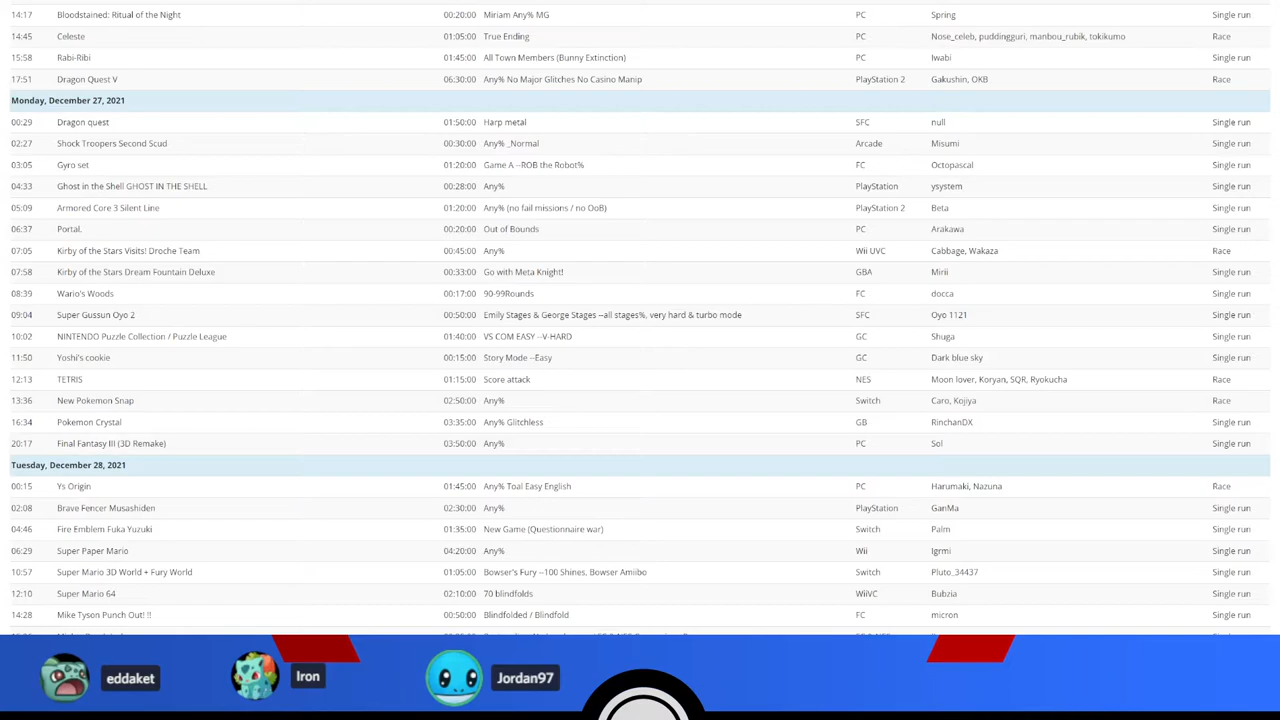 14:17 Bloodstained: Ritual of the Night 00:20:00 Miriam Any% MG PC Spring Single run
14:45 Celeste 01:05:00 True Ending PC Nose_celeb, puddingguri, manbou_rubik, tokikumo Race
15:58 Rabi-Ribi 01:45:00 All Town Members (Bunny Extinction) PC Iwabi Single run
17:51 Dragon Quest V 06:30:00 Any% No Major Glitches No Casino Manip PlayStation 2 Gakushin, OKB Race
Monday, December 27, 2021
00:29 Dragon quest 01:50:00 Harp metal SFC null Single run
02:27 Shock Troopers Second Scud 00:30:00 Any% _Normal Arcade Misumi Single run
03:05 Gyro set 01:20:00 Game A --ROB the Robot% FC Octopascal Single run
04:33 Ghost in the Shell GHOST IN THE SHELL 00:28:00 Any% PlayStation ysystem Single run
05:09 Armored Core 3 Silent Line 01:20:00 Any% (no fail missions / no OoB) PlayStation 2 Beta Single run
06:37 Portal. 00:20:00 Out of Bounds PC Arakawa Single run
07:05 Kirby of the Stars Visits! Droche Team 00:45:00 Any% Wii UVC Cabbage, Wakaza Race
07:58 Kirby of the Stars Dream Fountain Deluxe 00:33:00 Go with Meta Knight! GBA Mirii Single run
08:39 Wario's Woods 00:17:00 90-99Rounds FC docca Single run
09:04 Super Gussun Oyo 2 00:50:00 Emily Stages & George Stages --all stages%, very hard & turbo mode SFC Oyo 1121 Single run
10:02 NINTENDO Puzzle Collection / Puzzle League 01:40:00 VS COM EASY --V-HARD GC Shuga Single run
11:50 Yoshi's cookie 00:15:00 Story Mode --Easy GC Dark blue sky Single run
12:13 TETRIS 01:15:00 Score attack NES Moon lover, Koryan, SQR, Ryokucha Race
13:36 New Pokemon Snap 02:50:00 Any% Switch Caro, Kojiya Race
16:34 Pokemon Crystal 03:35:00 Any% Glitchless GB RinchanDX Single run
20:17 Final Fantasy III (3D Remake) 03:50:00 Any% PC Sol Single run
Tuesday, December 28, 2021
00:15 Ys Origin 01:45:00 Any% Toal Easy English PC Harumaki, Nazuna Race
02:08 Brave Fencer Musashiden 02:30:00 Any% PlayStation GanMa Single run
04:46 Fire Emblem Fuka Yuzuki 01:35:00 New Game (Questionnaire war) Switch Palm Single run
06:29 Super Paper Mario 04:20:00 Any% Wii Igrmi Single run
10:57 Super Mario 3D World + Fury World 01:05:00 Bowser's Fury --100 Shines, Bowser Amiibo Switch Pluto_34437 Single run
12:10 Super Mario 64 02:10:00 70 blindfolds WiiVC Bubzia Single run
14:28 Mike Tyson Punch Out! !! 00:50:00 Blindfolded / Blindfold FC micron Single run
eddaket Iron Jordan97